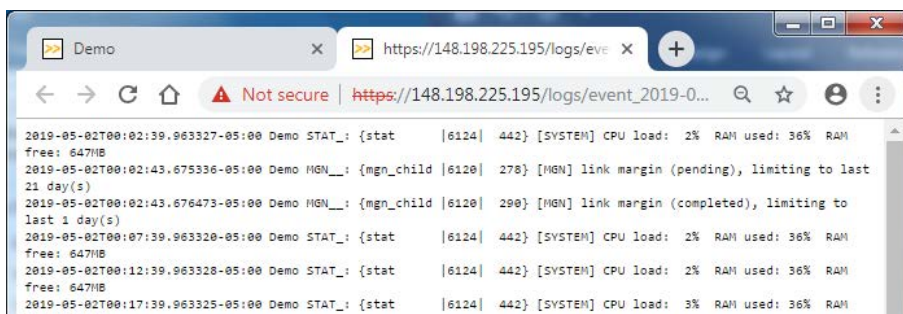 Demo
https://148.198.225.195/logs/eve
Not secure | https://148.198.225.195/logs/event_2019-0...
2019-05-02T00:02:39.963327-05:00 Demo STAT_: {stat |6124| 442} [SYSTEM] CPU load: 2% RAM used: 36% RAM
free: 647MB
2019-05-02T00:02:43.675336-05:00 Demo MGN__: {mgn_child |6120| 278} [MGN] link margin (pending), limiting to last
21 day(s)
2019-05-02T00:02:43.676473-05:00 Demo MGN__: {mgn_child |6120| 290} [MGN] link margin (completed), limiting to
last 1 day(s)
2019-05-02T00:07:39.963320-05:00 Demo STAT_: {stat |6124| 442} [SYSTEM] CPU load: 2% RAM used: 36% RAM
free: 647MB
2019-05-02T00:12:39.963328-05:00 Demo STAT_: {stat |6124| 442} [SYSTEM] CPU load: 2% RAM used: 36% RAM
free: 647MB
2019-05-02T00:17:39.963325-05:00 Demo STAT_: {stat |6124| 442} [SYSTEM] CPU load: 3% RAM used: 36% RAM